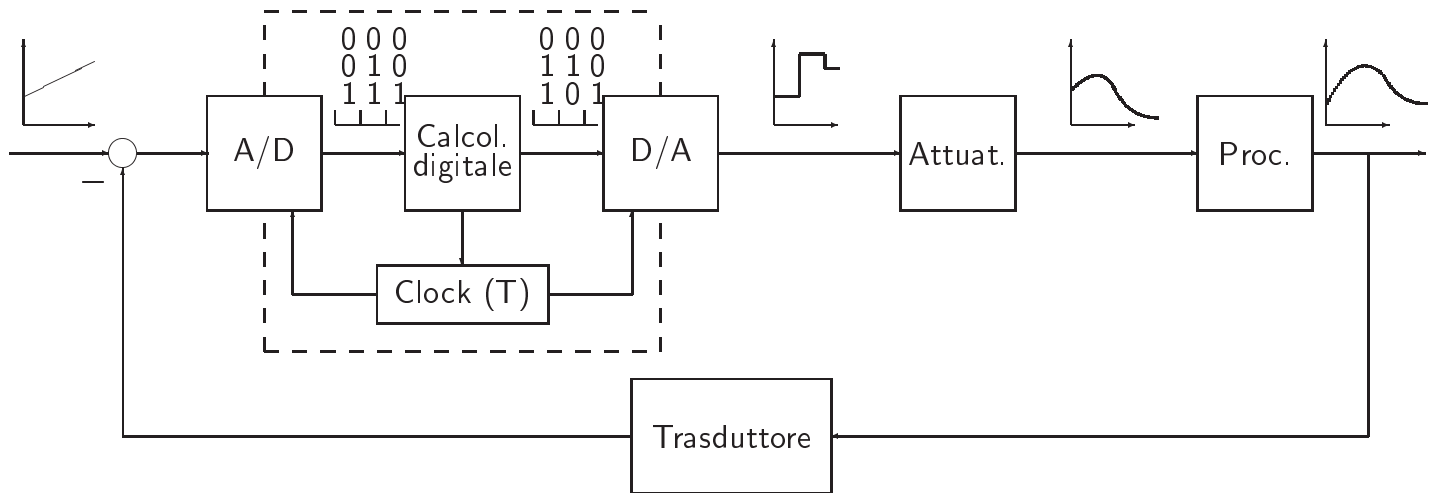 0 0 0
0 1 0
1 1 1
0 0 0
1 1 0
1 0 1
A/D
Calcol.
digitale
D/A
Attuat.
Proc.
−
Clock (T)
Trasduttore